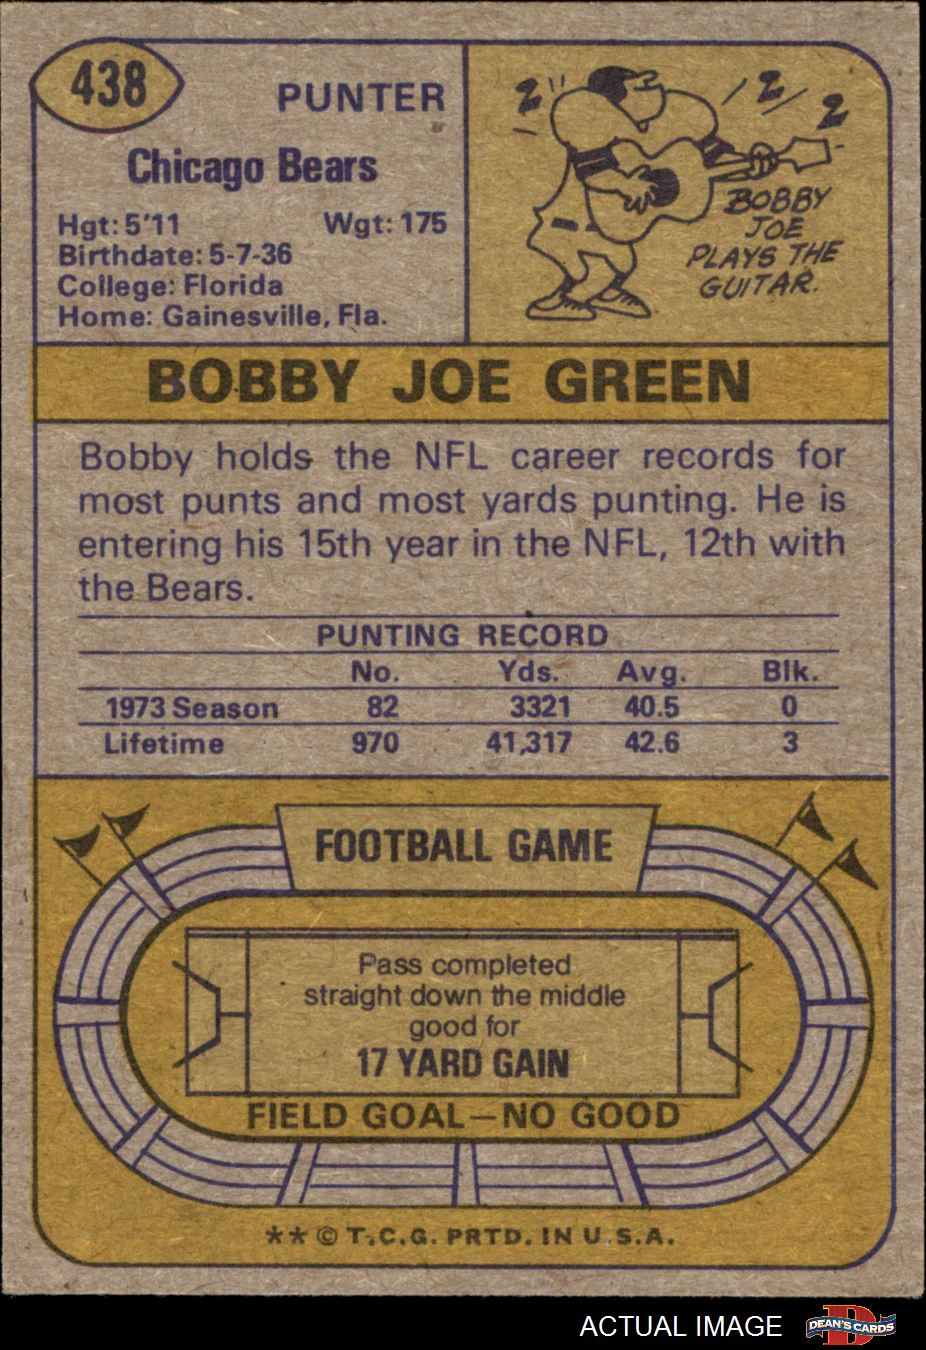 438
PUNTER
Chicago Bears
Hgt: 5'11 Wgt: 175
Birthdate: 5-7-36
College: Florida
Home: Gainesville, Fla.
Z Z Z
BOBBY
JOE
PLAYS THE
GUITAR.
BOBBY JOE GREEN
Bobby holds the NFL career records for
most punts and most yards punting. He is
entering his 15th year in the NFL, 12th with
the Bears.
PUNTING RECORD
No. Yds. Avg. Blk.
1973 Season 82 3321 40.5 0
Lifetime 970 41,317 42.6 3
FOOTBALL GAME
Pass completed
straight down the middle
good for
17 YARD GAIN
FIELD GOAL—NO GOOD
** © T.C.G. PRTD. IN U.S.A.
ACTUAL IMAGE
D
DEAN'S CARDS